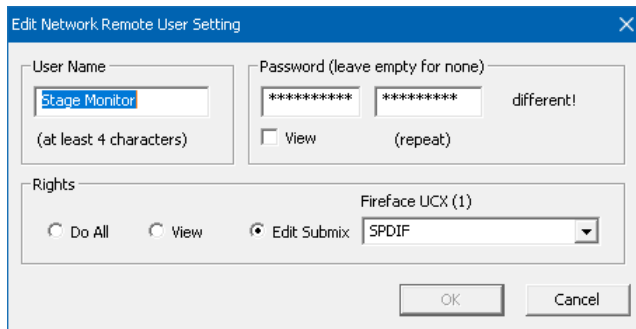 Edit Network Remote User Setting
User Name
Password (leave empty for none)
Stage Monitor
**********
*********
different!
(at least 4 characters)
View
(repeat)
Rights
Fireface UCX (1)
Do All
View
Edit Submix
SPDIF
OK
Cancel